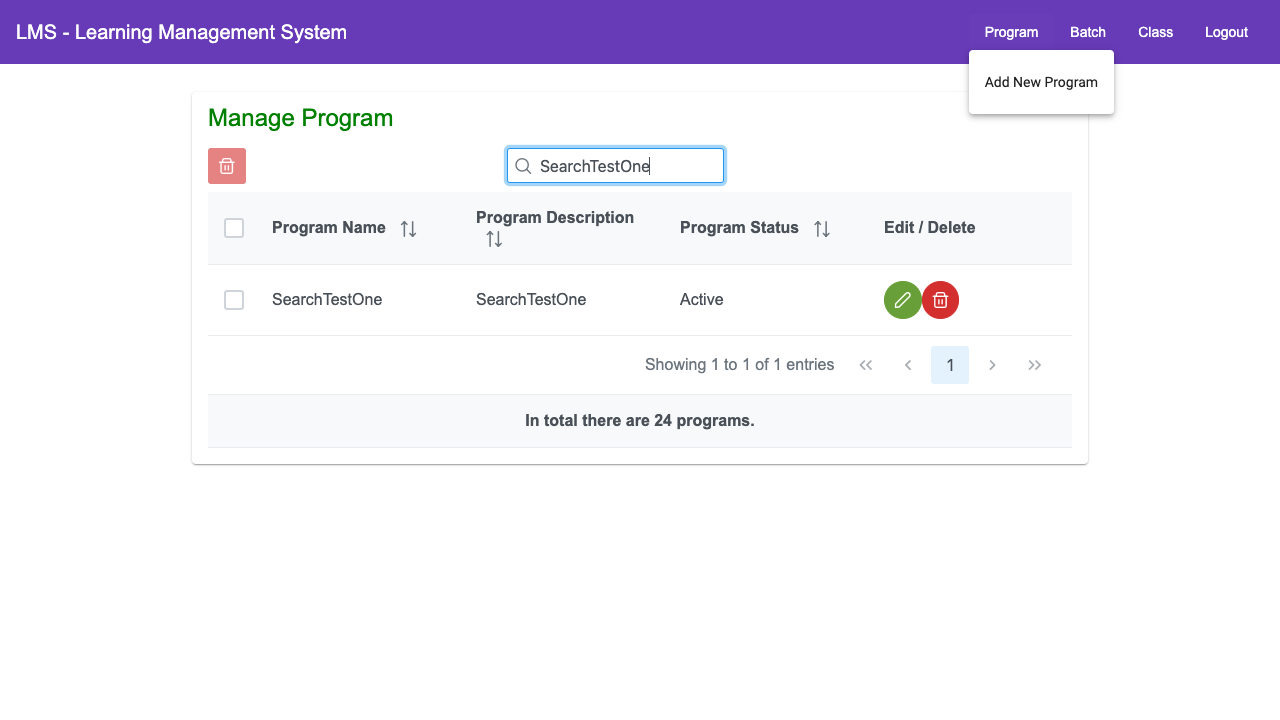 LMS - Learning Management System
Program Batch Class Logout
Add New Program
Manage Program
SearchTestOne
Program Name Program Description Program Status Edit / Delete
SearchTestOne SearchTestOne Active
Showing 1 to 1 of 1 entries 1
In total there are 24 programs.